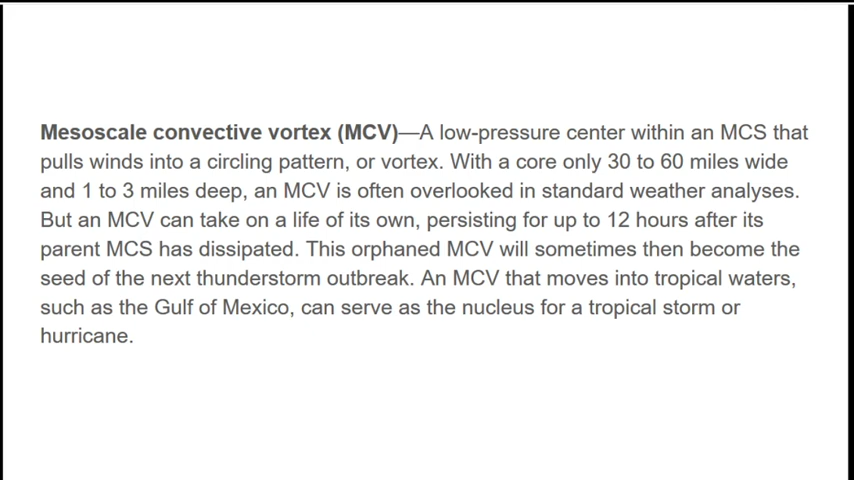 Mesoscale convective vortex (MCV)—A low-pressure center within an MCS that
pulls winds into a circling pattern, or vortex. With a core only 30 to 60 miles wide
and 1 to 3 miles deep, an MCV is often overlooked in standard weather analyses.
But an MCV can take on a life of its own, persisting for up to 12 hours after its
parent MCS has dissipated. This orphaned MCV will sometimes then become the
seed of the next thunderstorm outbreak. An MCV that moves into tropical waters,
such as the Gulf of Mexico, can serve as the nucleus for a tropical storm or
hurricane.